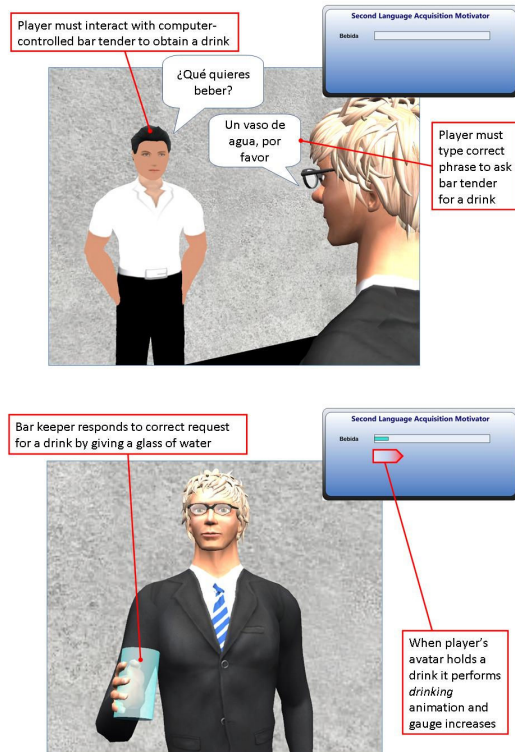 Player must interact with computer-
controlled bar tender to obtain a drink
Second Language Acquisition Motivator
Bebida
¿Qué quieres
beber?
Un vaso de
agua, por
favor
Player must
type correct
phrase to ask
bar tender
for a drink
Bar keeper responds to correct request
for a drink by giving a glass of water
Second Language Acquisition Motivator
Bebida
When player's
avatar holds a
drink it performs
drinking
animation and
gauge increases